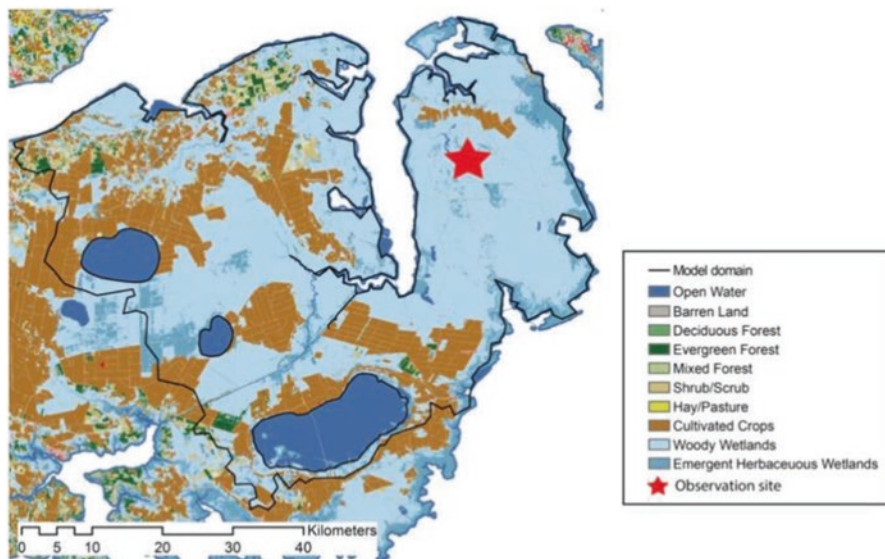 Model domain
Open Water
Barren Land
Deciduous Forest
Evergreen Forest
Mixed Forest
Shrub/Scrub
Hay/Pasture
Cultivated Crops
Woody Wetlands
Emergent Herbaceuous Wetlands
Observation site
Kilometers
0 5 10 20 30 40